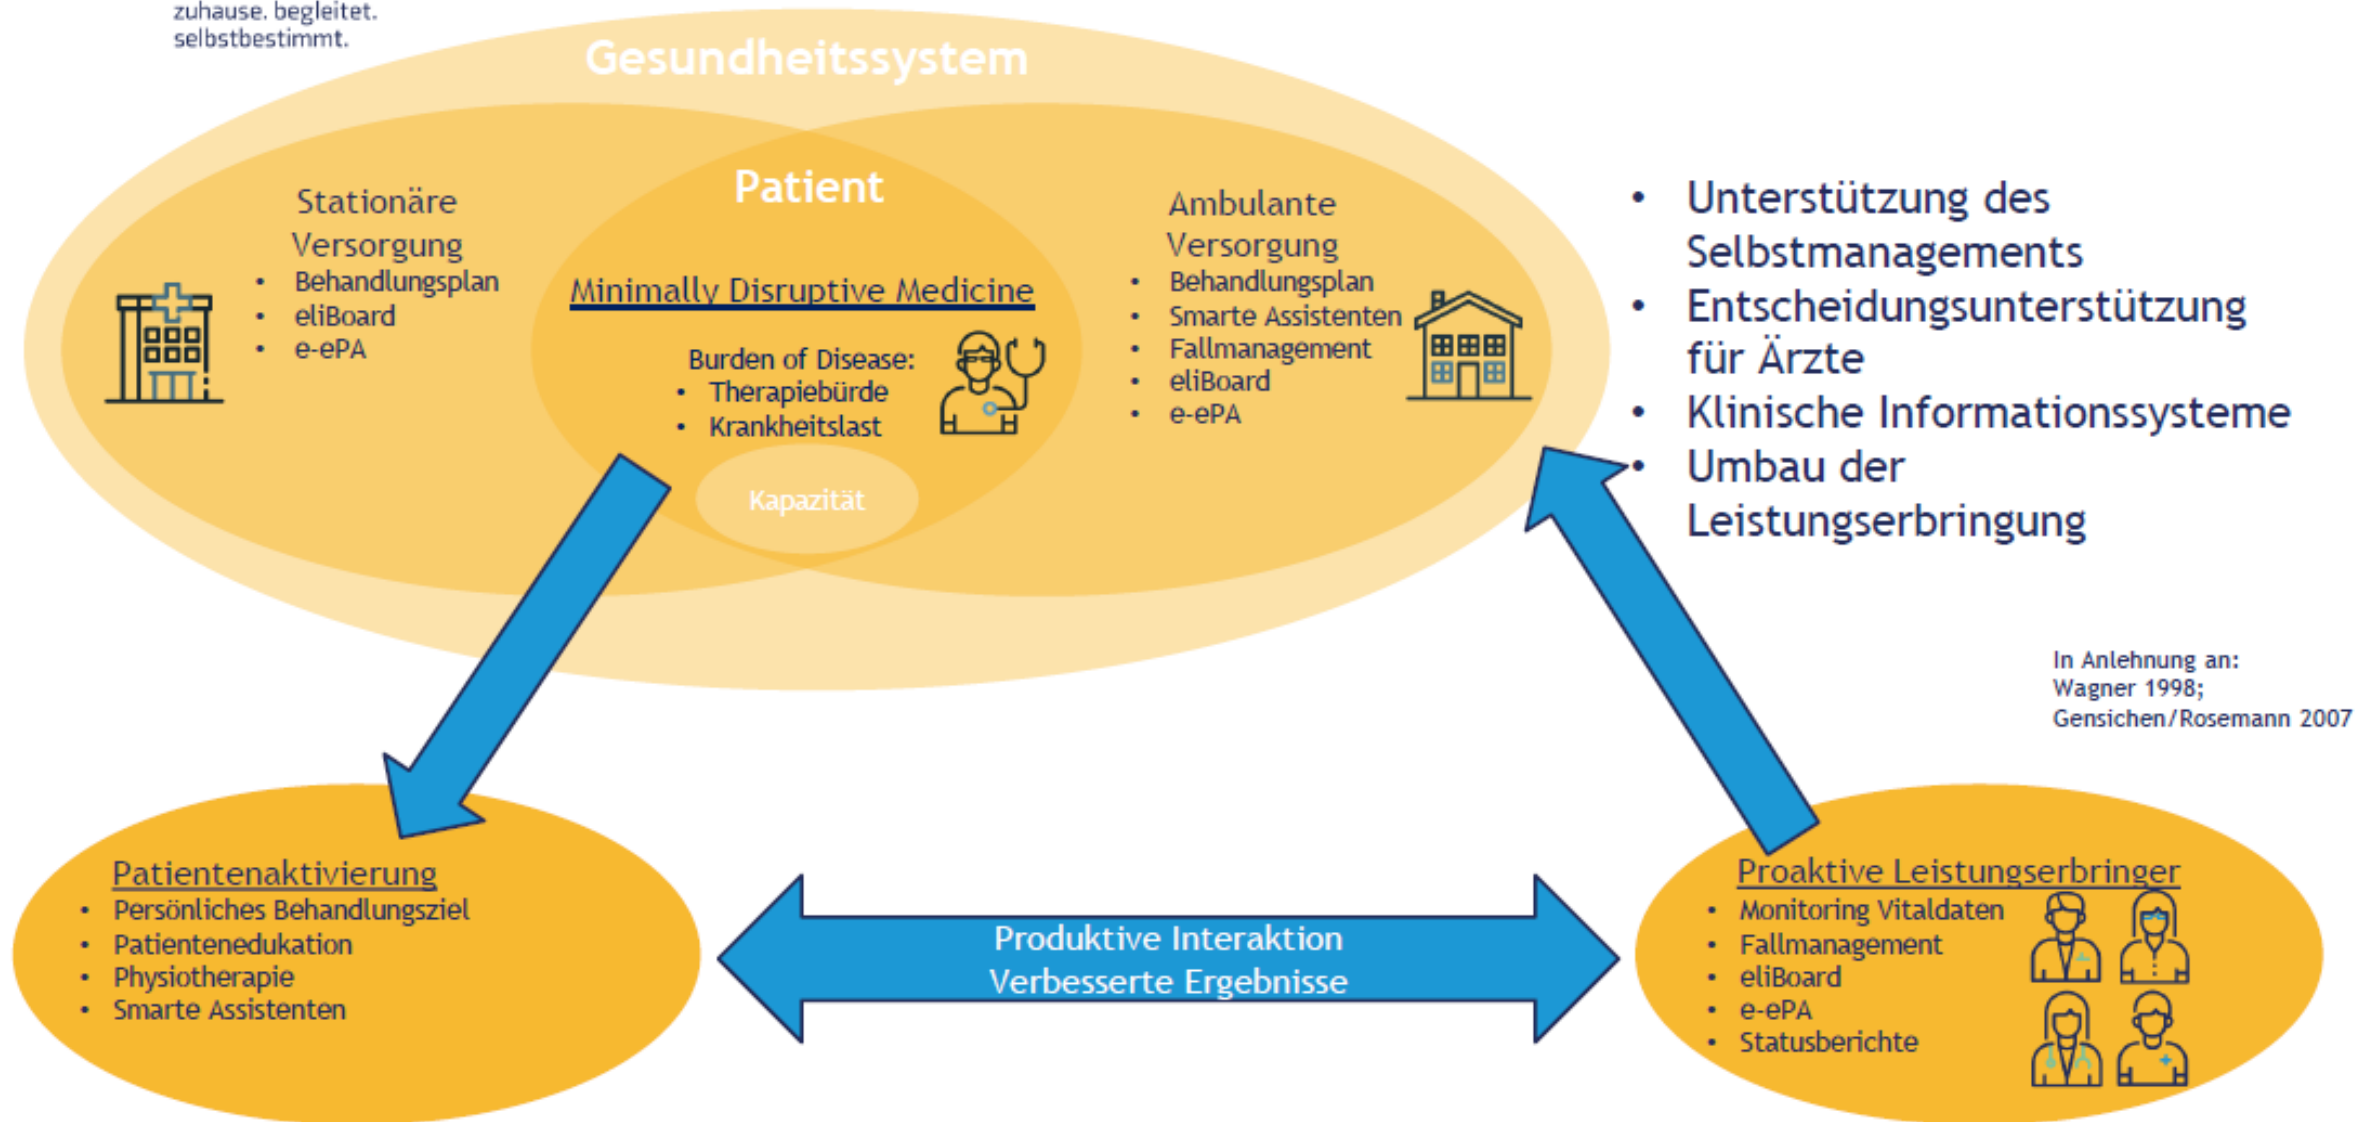 zuhause. begleitet.
selbstbestimmt.
Gesundheitssystem
Stationäre
Versorgung
• Behandlungsplan
• eliBoard
• e-ePA
Patient
Minimally Disruptive Medicine
Burden of Disease:
• Therapiebürde
• Krankheitslast
Kapazität
Ambulante
Versorgung
• Behandlungsplan
• Smarte Assistenten
• Fallmanagement
• eliBoard
• e-ePA
• Unterstützung des
Selbstmanagements
• Entscheidungsunterstützung
für Ärzte
• Klinische Informationssysteme
• Umbau der
Leistungserbringung
In Anlehnung an:
Wagner 1998;
Gensichen/Rosemann 2007
Patientenaktivierung
• Persönliches Behandlungsziel
• Patientenedukation
• Physiotherapie
• Smarte Assistenten
Produktive Interaktion
Verbesserte Ergebnisse
Proaktive Leistungserbringer
• Monitoring Vitaldaten
• Fallmanagement
• eliBoard
• e-ePA
• Statusberichte